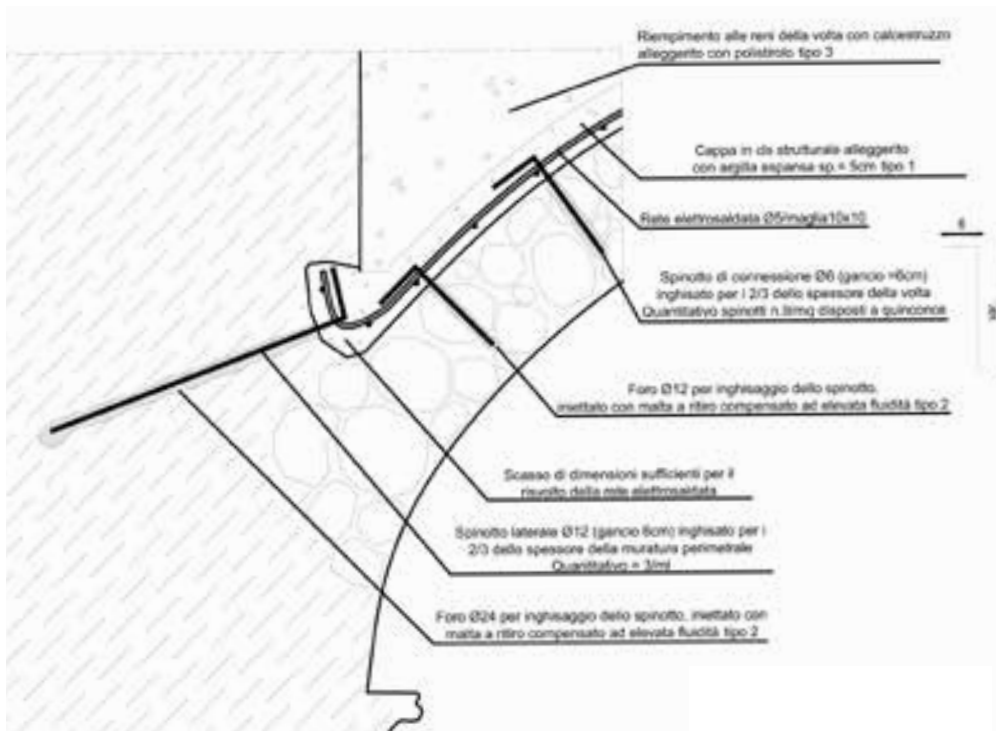 Riempimento alle reni della volta con calcestruzzo
alleggerito con polistirolo tipo 3
Cappa in cls strutturale alleggerito
con argilla espansa sp.= 5cm tipo 1
Rete elettrosaldata Ø5/maglia10x10
6
Spinotto di connessione Ø6 (gancio =6cm)
inghisato per i 2/3 dello spessore della volta
Quantitativo spinotti disposti a quinconce
Foro Ø12 per inghisaggio dello spinotto,
iniettato con malta a ritiro compensato ad elevata fluidità tipo 2
Scasso di dimensioni sufficienti per il
risvolto della rete elettrosaldata
Spinotto laterale Ø12 (gancio 6cm) inghisato per i
2/3 dello spessore della muratura perimetrale
Quantitativo = 3/ml
Foro Ø24 per inghisaggio dello spinotto, iniettato con
malta a ritiro compensato ad elevata fluidità tipo 2